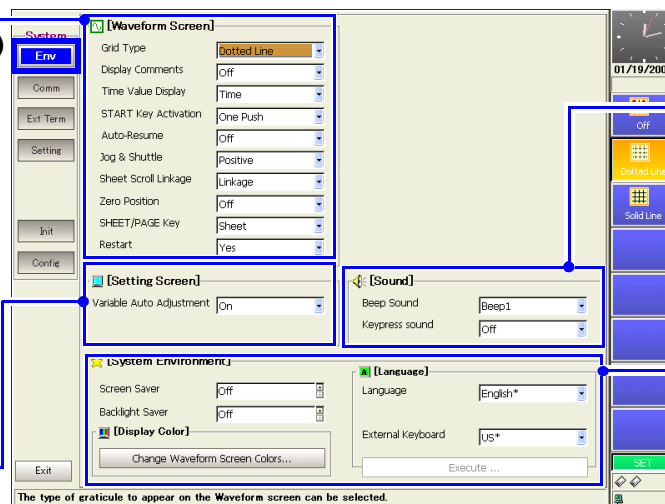 System
Env
Comm
Ext Term
Setting
Init
Config
Exit
[Waveform Screen]
Grid Type Dotted Line
Display Comments Off
Time Value Display Time
START Key Activation One Push
Auto-Resume Off
Jog & Shuttle Positive
Sheet Scroll Linkage Linkage
Zero Position Off
SHEET/PAGE Key Sheet
Restart Yes
[Setting Screen]
Variable Auto Adjustment On
[Sound]
Beep Sound Beep1
Keypress sound Off
[System Environment]
Screen Saver Off
Backlight Saver Off
[Display Color]
Change Waveform Screen Colors...
[Language]
Language English*
External Keyboard US*
Execute ...
01/19/200
Off
Dotted Line
Solid Line
SET
The type of graticule to appear on the Waveform screen can be selected.